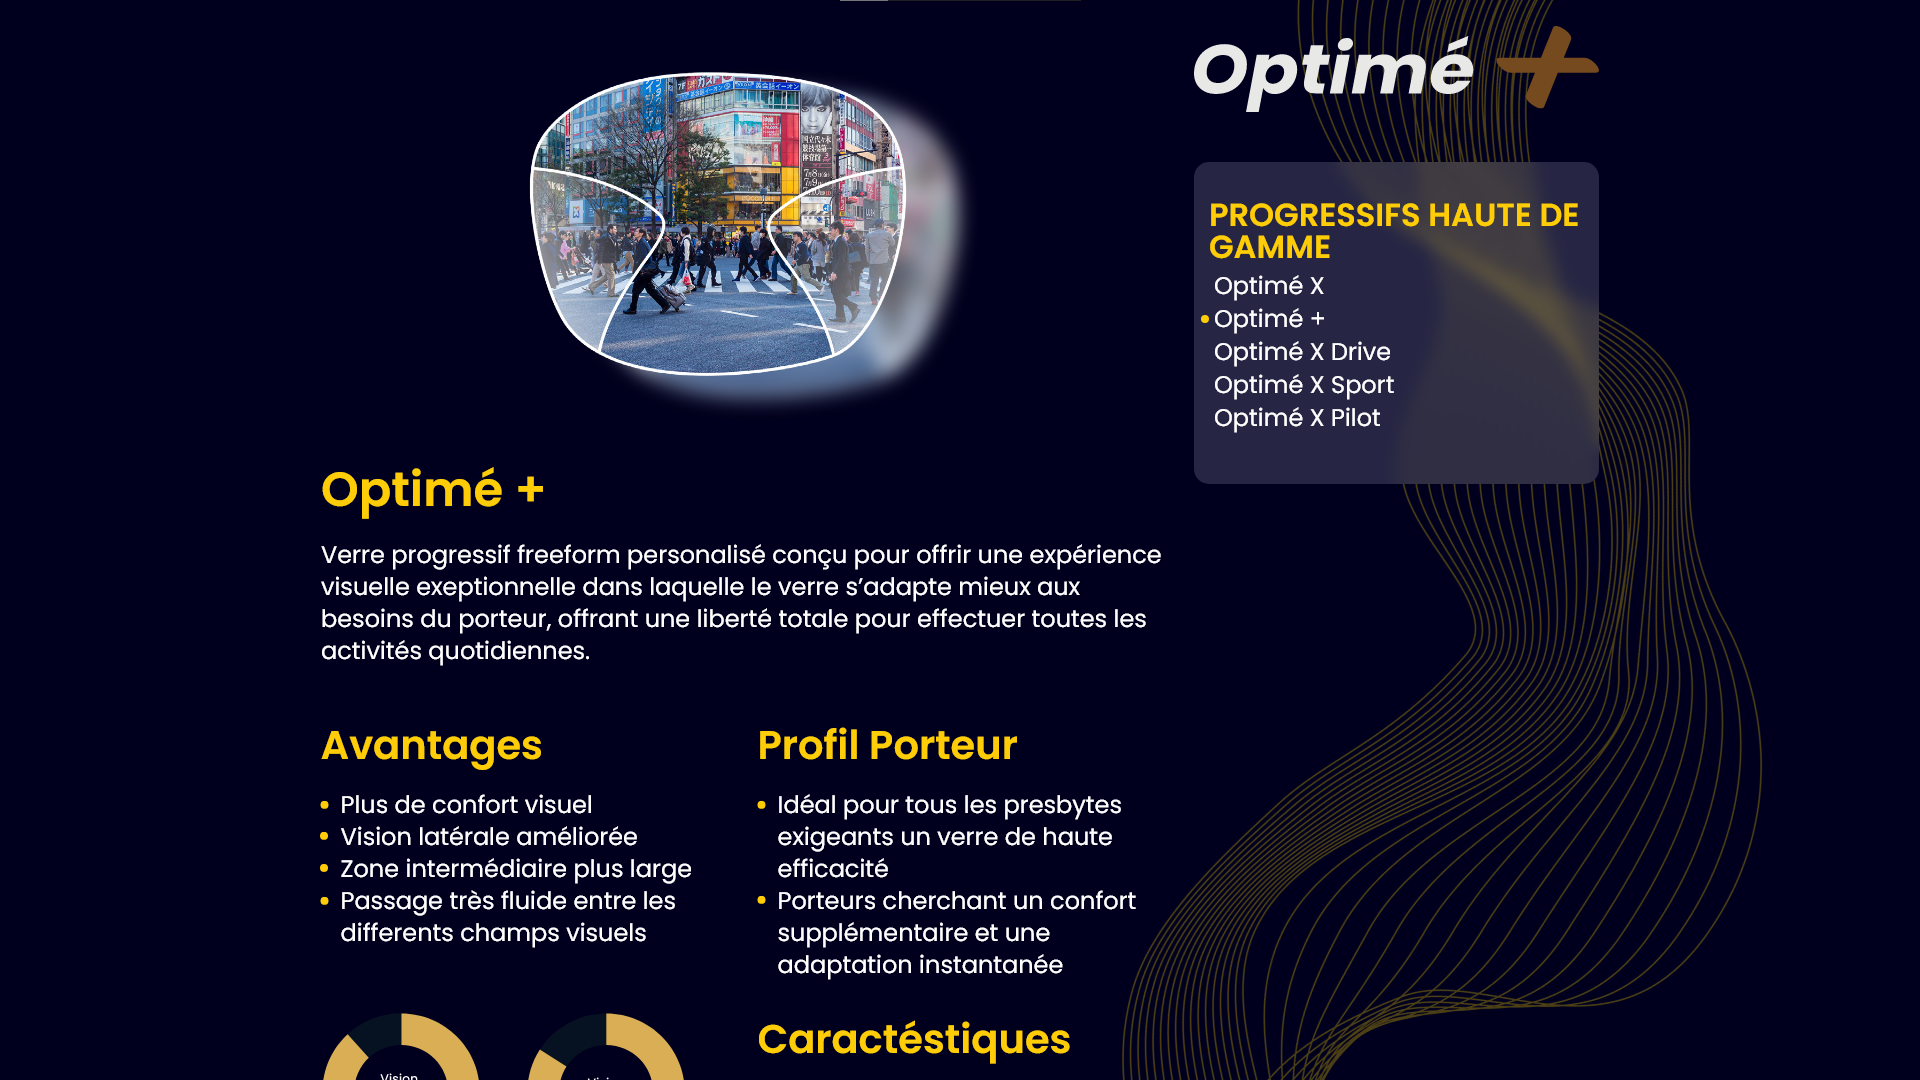 Optimé +
PROGRESSIFS HAUTE DE
GAMME
Optimé X
Optimé +
Optimé X Drive
Optimé X Sport
Optimé X Pilot
Optimé +
Verre progressif freeform personalisé conçu pour offrir une expérience
visuelle exeptionnelle dans laquelle le verre s’adapte mieux aux
besoins du porteur, offrant une liberté totale pour effectuer toutes les
activités quotidiennes.
Avantages
Plus de confort visuel
Vision latérale améliorée
Zone intermédiaire plus large
Passage très fluide entre les
differents champs visuels
Profil Porteur
Idéal pour tous les presbytes
exigeants un verre de haute
efficacité
Porteurs cherchant un confort
supplémentaire et une
adaptation instantanée
Caractéstiques
Vision